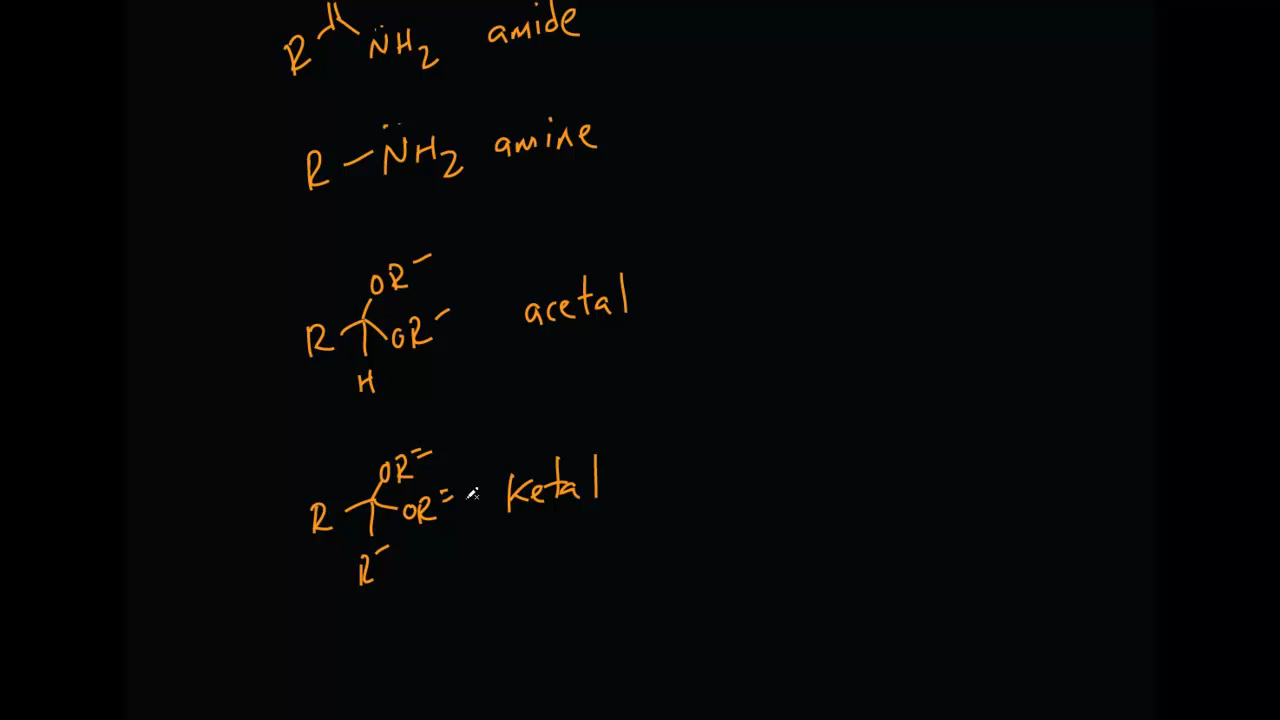 R NH2 amide
R-NH2 amine
OR-
R OR- acetal
H
OR=
R OR= Ketal
R-